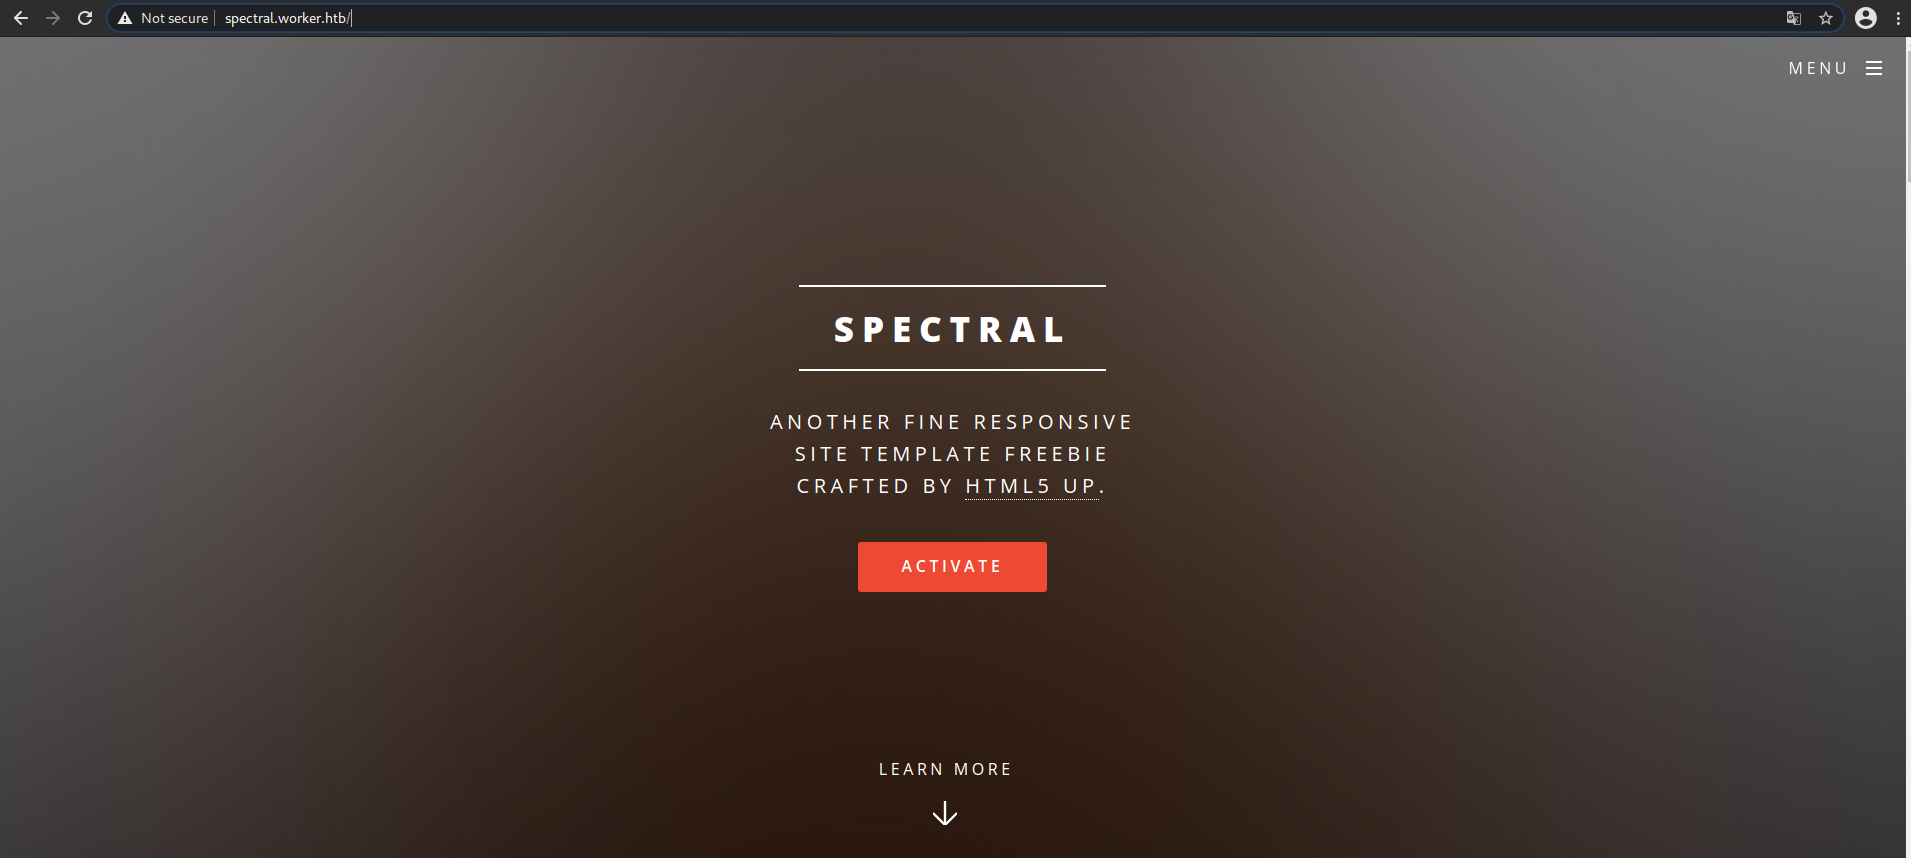 Not secure | spectral.worker.htb/
MENU
SPECTRAL
ANOTHER FINE RESPONSIVE
SITE TEMPLATE FREEBIE
CRAFTED BY HTML5 UP.
ACTIVATE
LEARN MORE